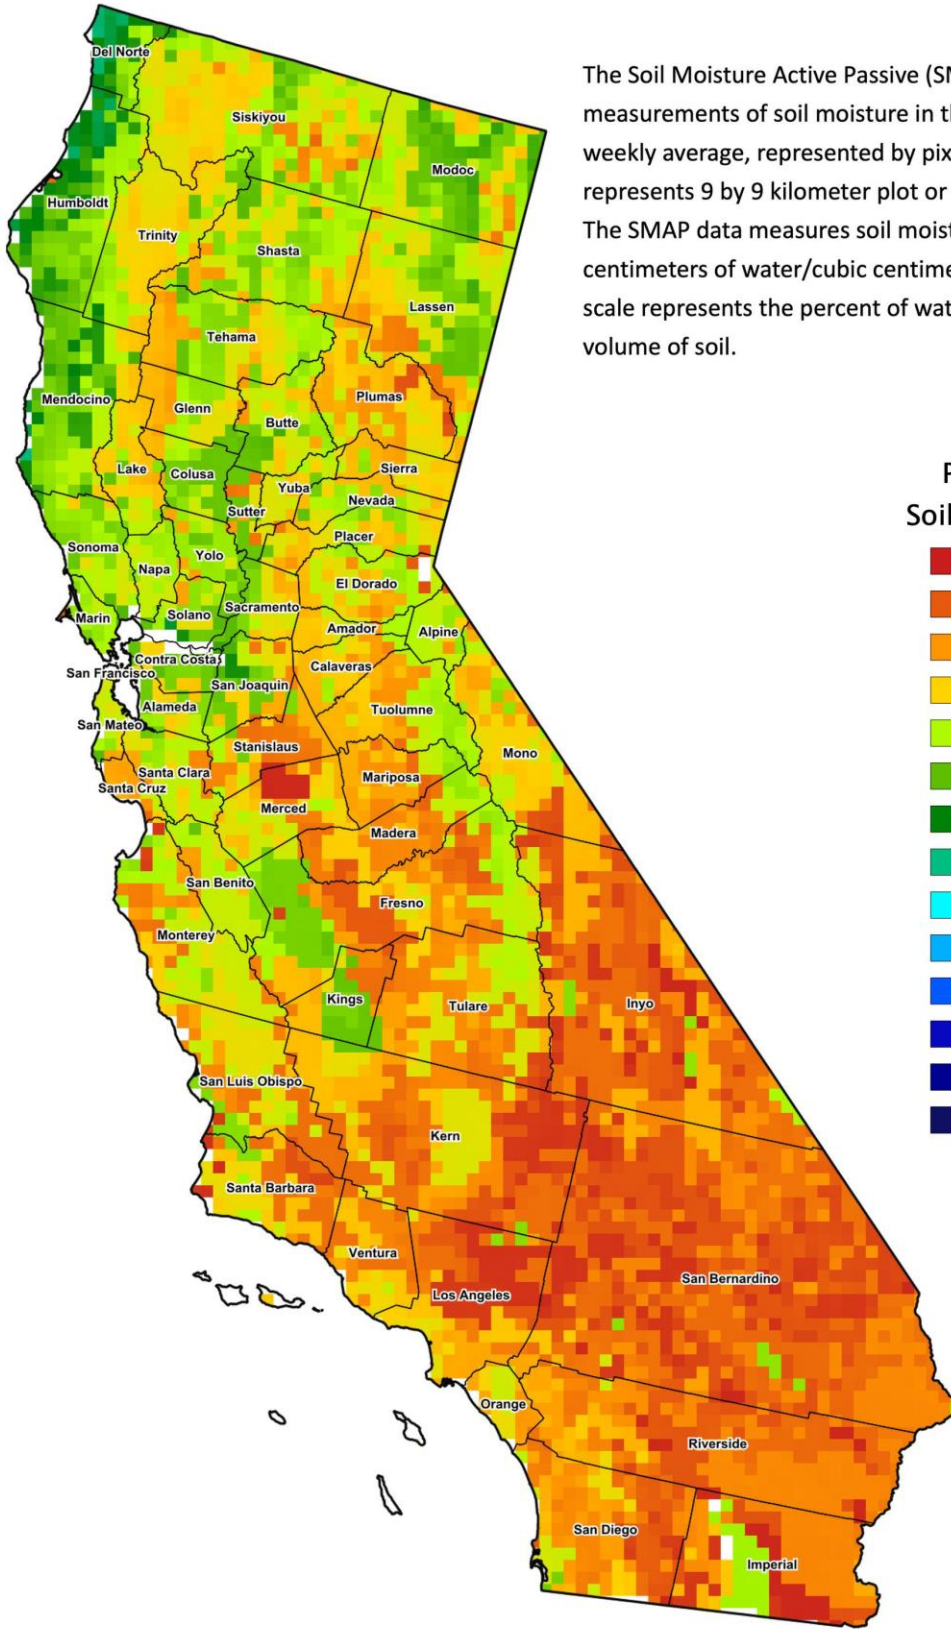 The Soil Moisture Active Passive (SM
measurements of soil moisture in th
weekly average, represented by pix
represents 9 by 9 kilometer plot or
The SMAP data measures soil moist
centimeters of water/cubic centime
scale represents the percent of wat
volume of soil.
P
Soil
Del Norte
Siskiyou
Modoc
Humboldt
Trinity
Shasta
Lassen
Tehama
Plumas
Mendocino
Glenn
Butte
Lake
Colusa
Sierra
Yuba
Nevada
Sutter
Placer
Sonoma
Yolo
Napa
El Dorado
Sacramento
Solano
Marin
Amador
Alpine
Contra Costa
Calaveras
San Francisco
San Joaquin
Alameda
Tuolumne
San Mateo
Stanislaus
Mono
Santa Clara
Mariposa
Santa Cruz
Merced
Madera
San Benito
Fresno
Monterey
Kings
Tulare
Inyo
San Luis Obispo
Kern
Santa Barbara
Ventura
San Bernardino
Los Angeles
Orange
Riverside
San Diego
Imperial